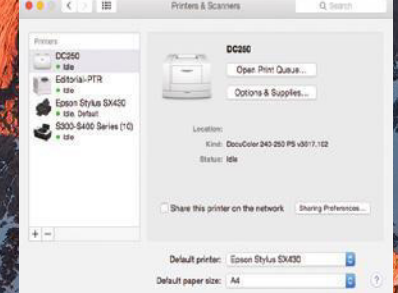 Printers & Scanners
Search
Printers
DC250
Idle
Editorial-PTR
Idle
Epson Stylus SX430
Idle, Default
S300-S400 Series (10)
Idle
+ −
DC250
Open Print Queue...
Options & Supplies...
Location:
Kind: DocuColor 240-250 PS v3017.102
Status: Idle
Share this printer on the network
Sharing Preferences...
Default printer: Epson Stylus SX430
Default paper size: A4
?